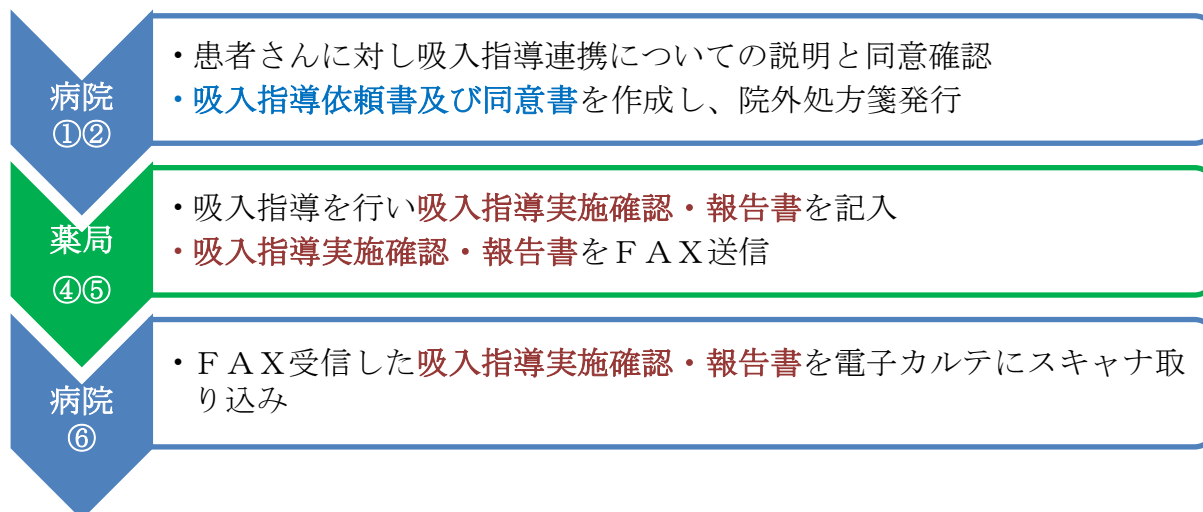 病院
①②
・患者さんに対し吸入指導連携についての説明と同意確認
・吸入指導依頼書及び同意書を作成し、院外処方箋発行
薬局
④⑤
・吸入指導を行い吸入指導実施確認・報告書を記入
・吸入指導実施確認・報告書をＦＡＸ送信
病院
⑥
・ＦＡＸ受信した吸入指導実施確認・報告書を電子カルテにスキャナ取
り込み